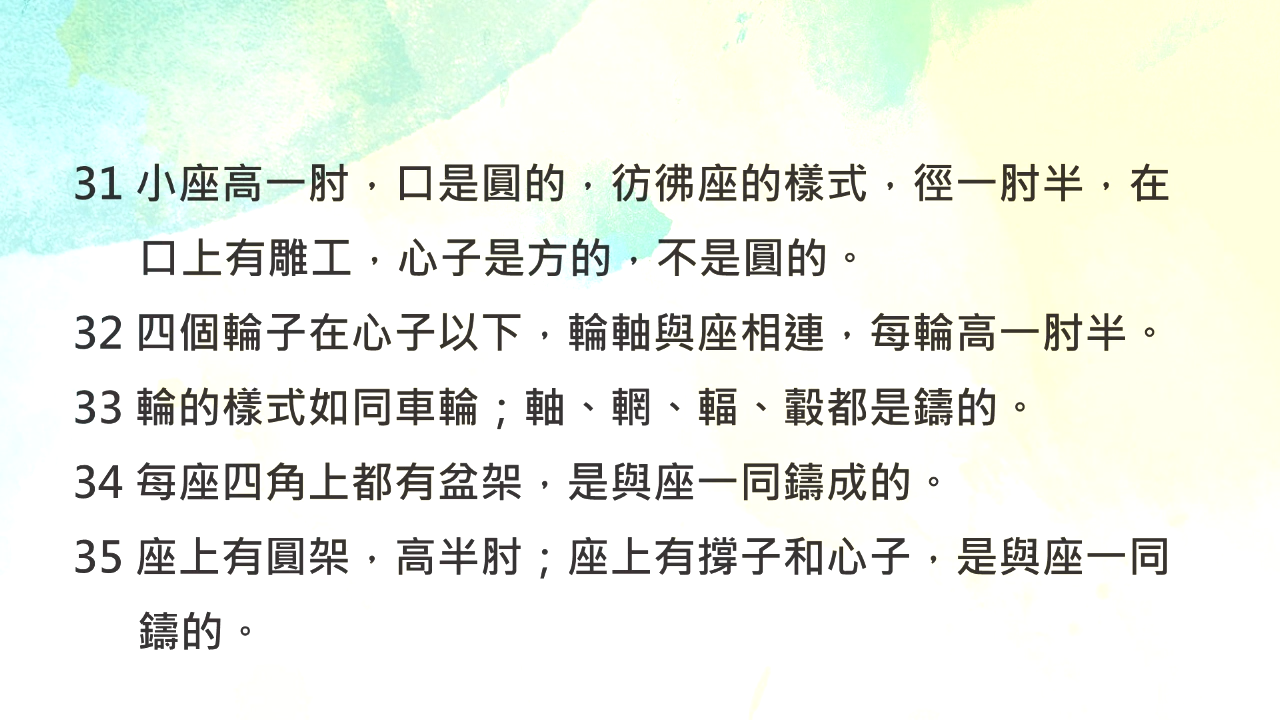 31 小座高一肘，口是圓的，彷彿座的樣式，徑一肘半，在
口上有雕工，心子是方的，不是圓的。
32 四個輪子在心子以下，輪軸與座相連，每輪高一肘半。
33 輪的樣式如同車輪；軸、輞、輻、轂都是鑄的。
34 每座四角上都有盆架，是與座一同鑄成的。
35 座上有圓架，高半肘；座上有撐子和心子，是與座一同
鑄的。